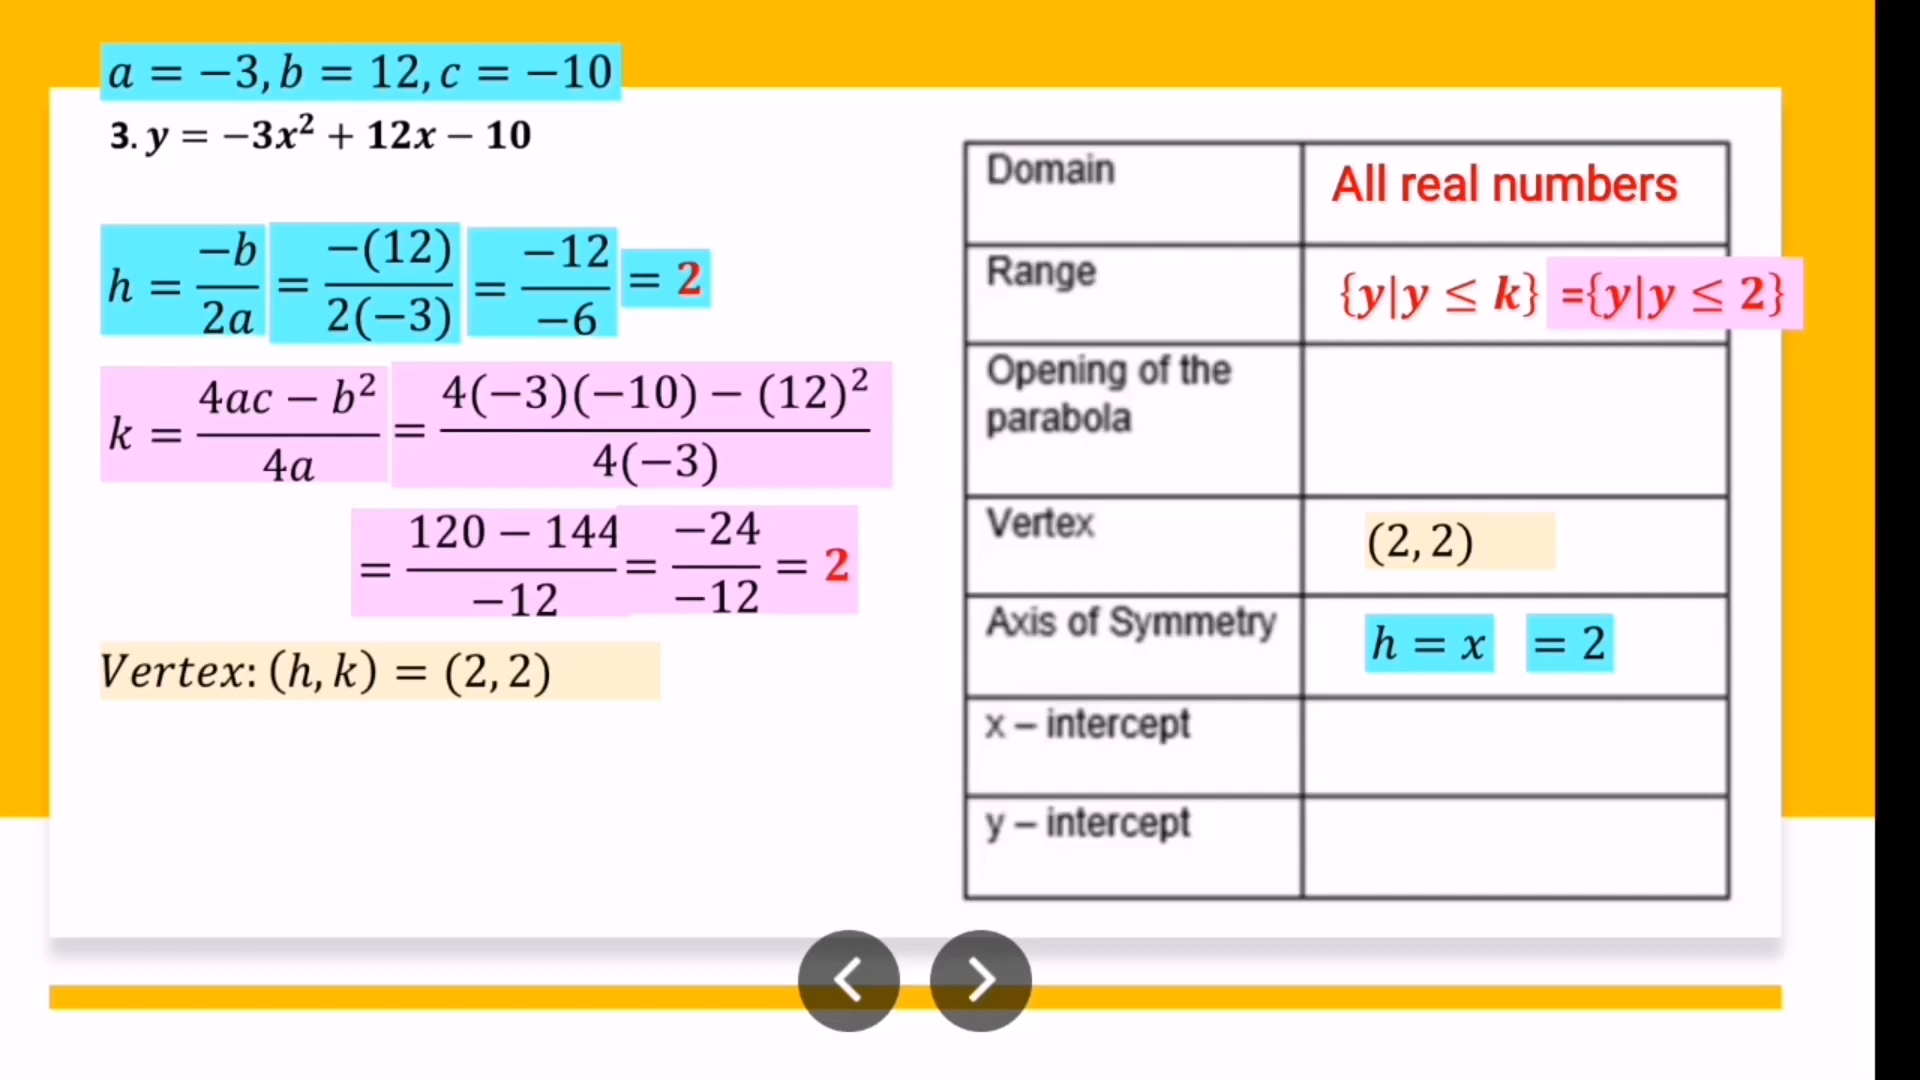 a = −3, b = 12, c = −10
3. y = −3x² + 12x − 10
h = −b/2a = −(12)/2(−3) = −12/−6 = 2
k = 4ac − b²/4a = 4(−3)(−10) − (12)²/4(−3)
= 120 − 144/−12 = −24/−12 = 2
Vertex: (h, k) = (2, 2)
Domain All real numbers
Range {y|y ≤ k} ={y|y ≤ 2}
Opening of the
parabola
Vertex (2, 2)
Axis of Symmetry h = x = 2
x – intercept
y – intercept